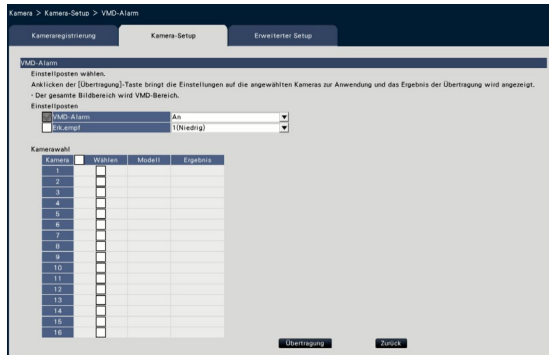 Kamera > Kamera-Setup > VMD-Alarm
Kameraregistrierung Kamera-Setup Erweiterter Setup
VMD-Alarm
Einstellposten wählen.
Anklicken der [Übertragung]-Taste bringt die Einstellungen auf die angewählten Kameras zur Anwendung und das Ergebnis der Übertragung wird angezeigt.
· Der gesamte Bildbereich wird VMD-Bereich.
Einstellposten
VMD-Alarm An
Erk.empf 1(Niedrig)
Kamerawahl
Kamera Wählen Modell Ergebnis
1
2
3
4
5
6
7
8
9
10
11
12
13
14
15
16
Übertragung Zurück